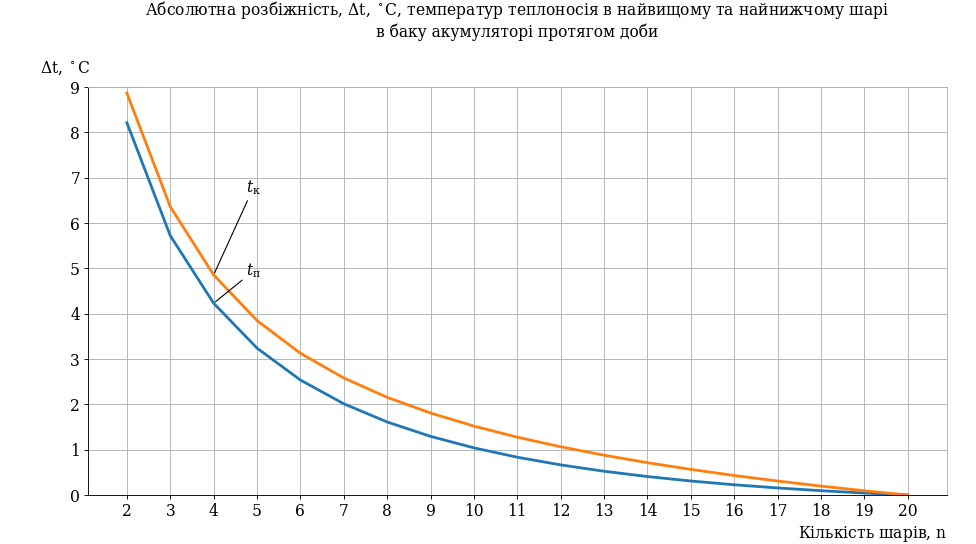 Абсолютна розбіжність, Δt, ˚C, температур теплоносія в найвищому та найнижчому шарі
в баку акумуляторі протягом доби
Δt, ˚C
9
8
7
6
5
4
3
2
1
0
tк
tп
2 3 4 5 6 7 8 9 10 11 12 13 14 15 16 17 18 19 20
Кількість шарів, n